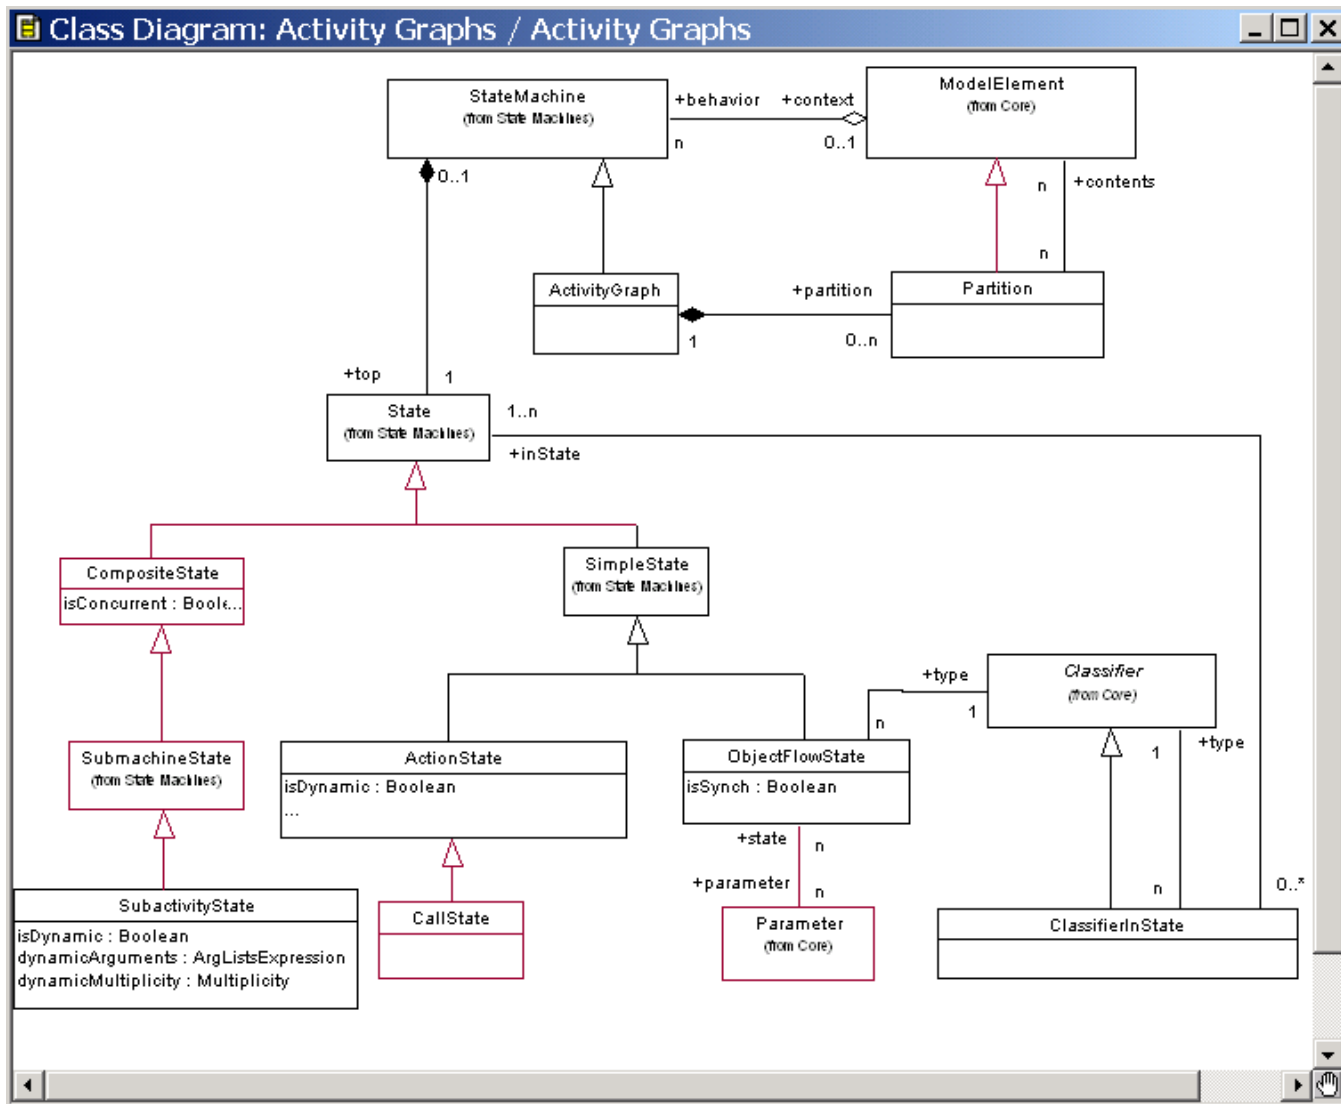 Class Diagram: Activity Graphs / Activity Graphs
StateMachine
(from State Machines)
+behavior
+context
n
0..1
ModelElement
(from Core)
0..1
n
+contents
n
ActivityGraph
+partition
1
0..n
Partition
+top
1
State
(from State Machines)
1..n
+inState
CompositeState
isConcurrent : Boole...
SimpleState
(from State Machines)
+type
1
n
Classifier
(from Core)
1
+type
SubmachineState
(from State Machines)
ActionState
isDynamic : Boolean
...
ObjectFlowState
isSynch : Boolean
+state
n
+parameter
n
n
0..*
SubactivityState
isDynamic : Boolean
dynamicArguments : ArgListsExpression
dynamicMultiplicity : Multiplicity
CallState
Parameter
(from Core)
ClassifierInState